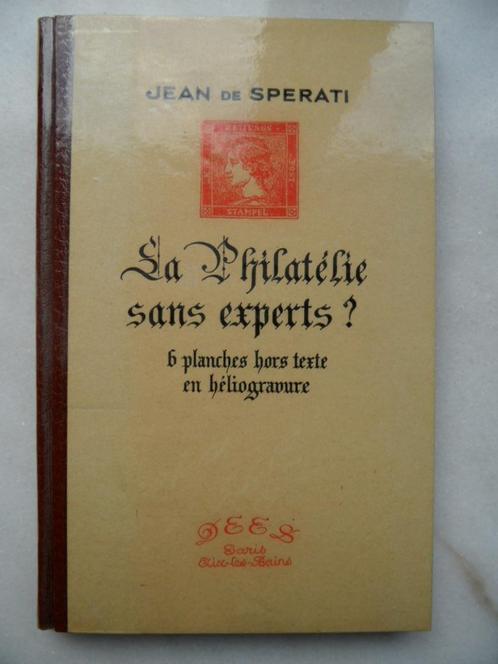 JEAN DE SPERATI
ZEITUNGS
STAMPEL
La Philatélie
sans experts ?
6 planches hors texte
en héliogravure
DEES
Paris
Aix-les-Bains